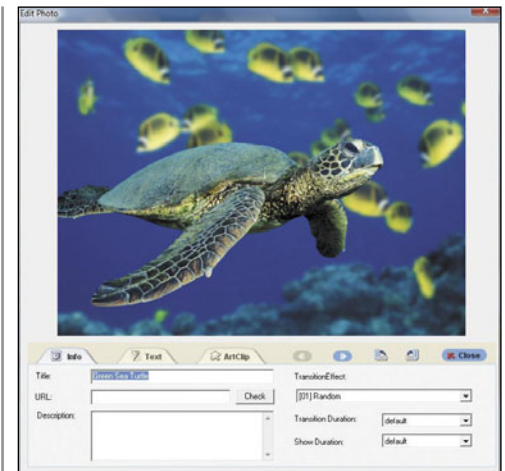 Edit Photo
Info
Text
ArtClip
Close
Title:
Green Sea Turtle
TransitionEffect:
URL:
Check
[01] Random
Description:
Transition Duration:
default
Show Duration:
default